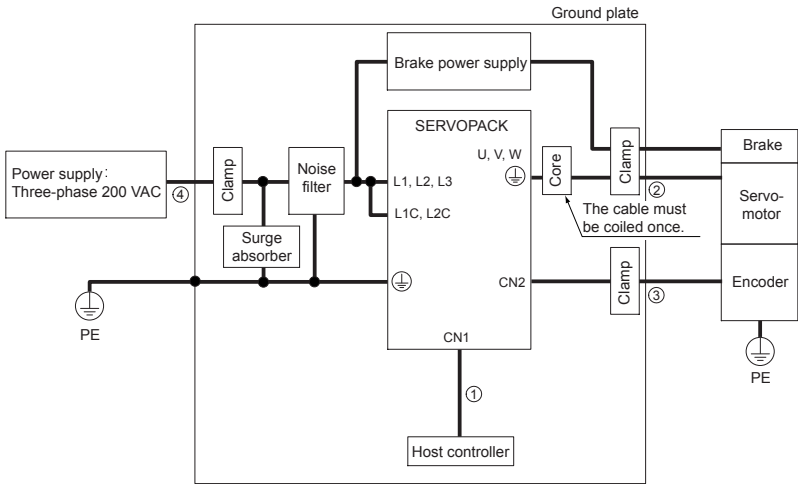 Ground plate
Brake power supply
SERVOPACK
U, V, W
Core
Clamp
Brake
Power supply:
Three-phase 200 VAC
④
Clamp
Noise
filter
L1, L2, L3
L1C, L2C
②
The cable must
be coiled once.
Servo-
motor
Surge
absorber
CN2
Clamp
③
Encoder
PE
CN1
PE
①
Host controller